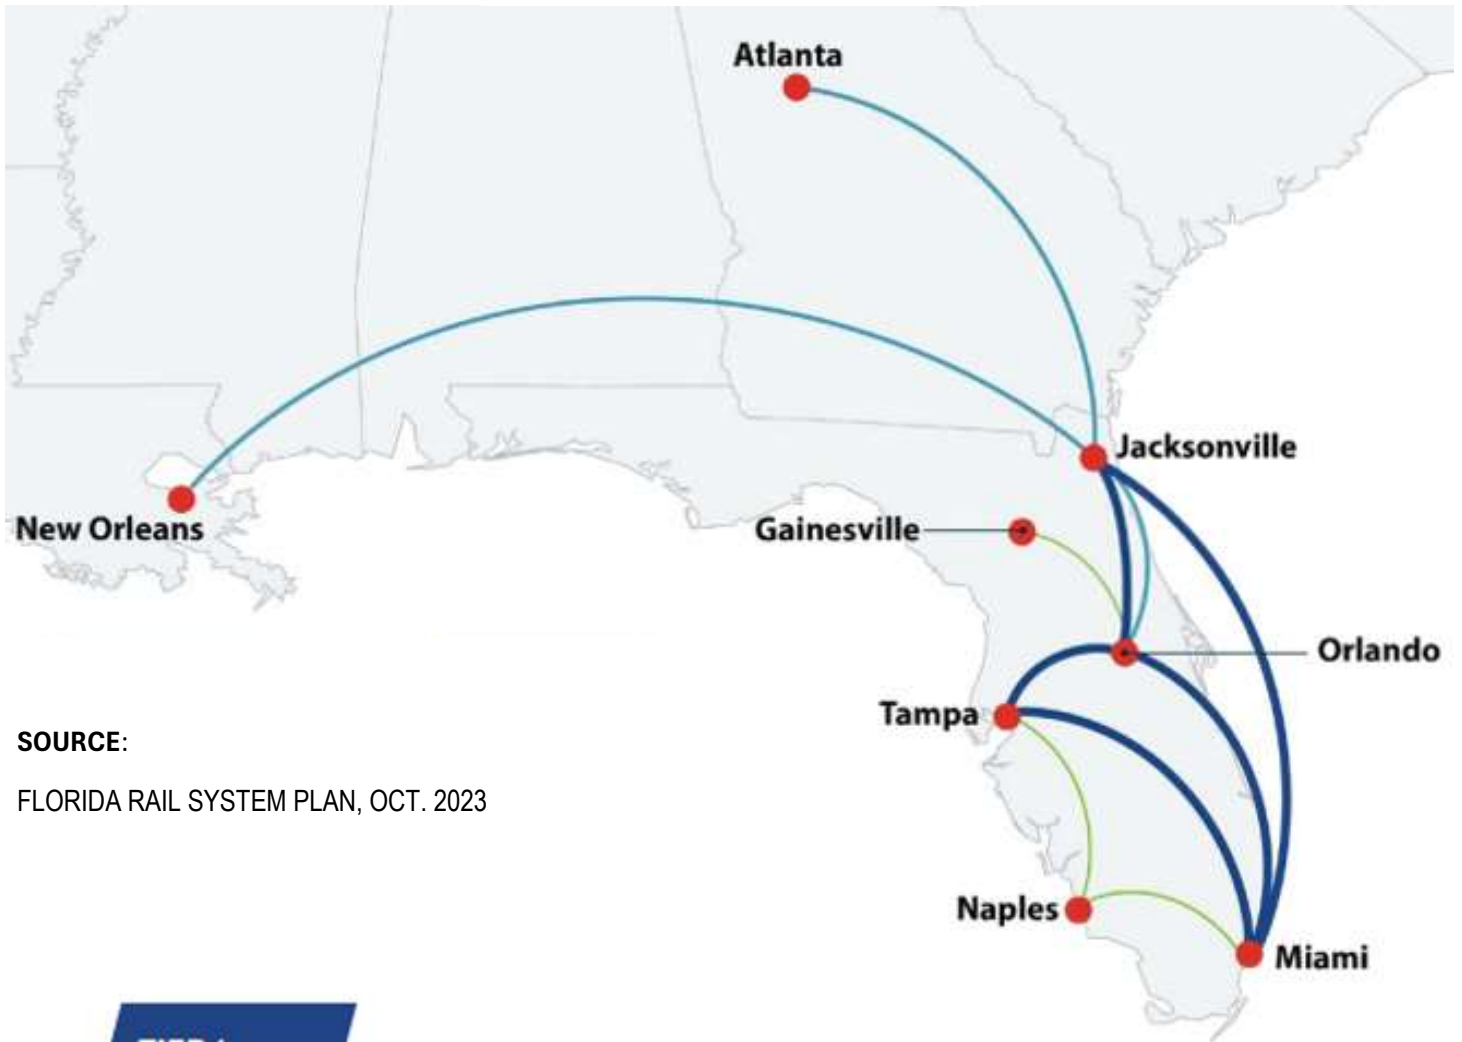 Atlanta
Jacksonville
New Orleans
Gainesville
Orlando
Tampa
SOURCE:
FLORIDA RAIL SYSTEM PLAN, OCT. 2023
Naples
Miami